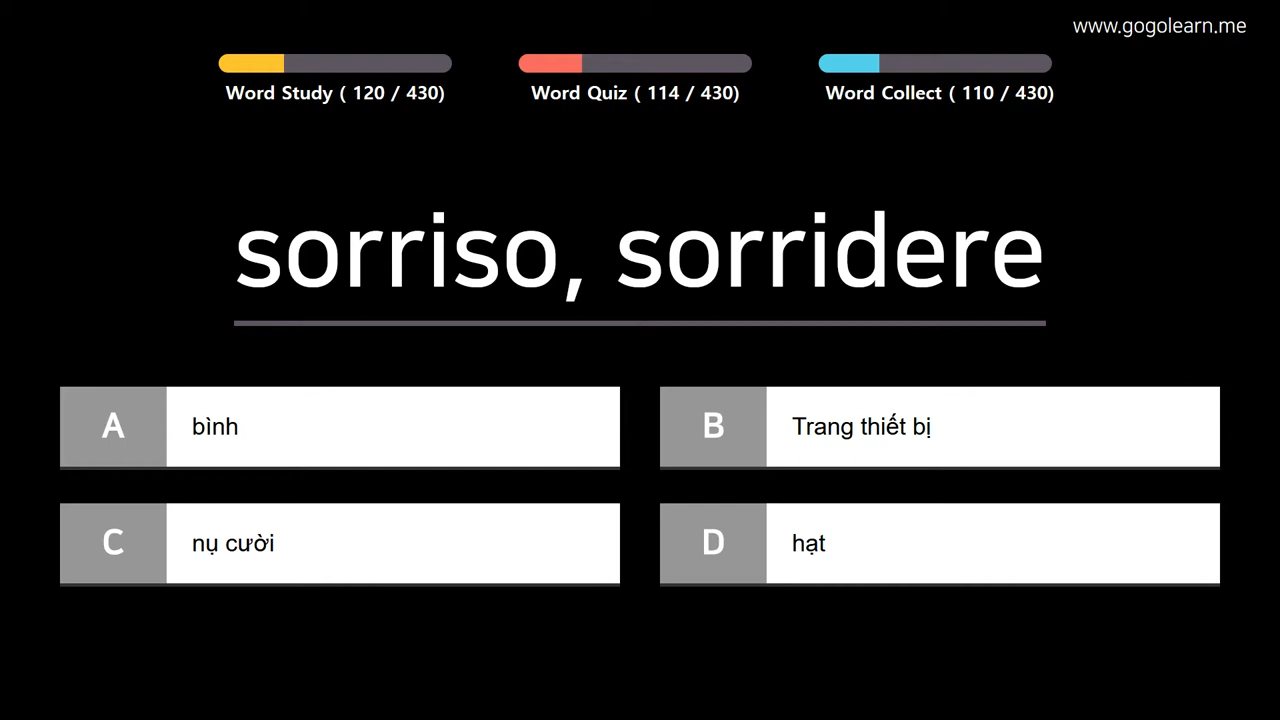 www.gogolearn.me
Word Study ( 120 / 430)
Word Quiz ( 114 / 430)
Word Collect ( 110 / 430)
sorriso, sorridere
A bình
B Trang thiết bị
C nụ cười
D hạt